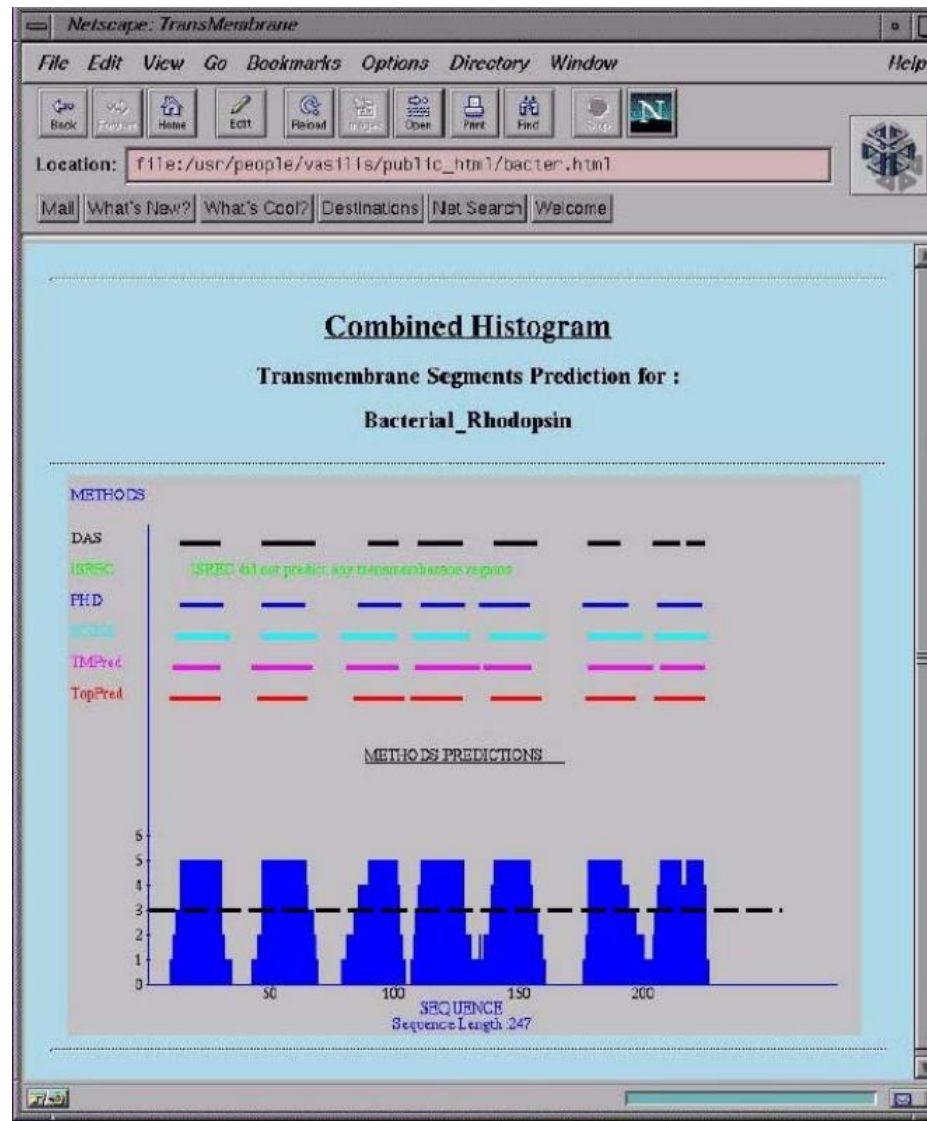 Netscape: TransMembrane
File Edit View Go Bookmarks Options Directory Window Help
Back Forward Home Edit Reload Images Open Print Find Stop N
Location: file:/usr/people/vasilis/public_html/bacter.html
Mail What's New? What's Cool? Destinations Net Search Welcome
Combined Histogram
Transmembrane Segments Prediction for :
Bacterial_Rhodopsin
METHODS
DAS
ISREC ISREC did not predict any transmembrane regions
PHD
TMPred
TopPred
METHODS PREDICTIONS
6
5
4
3
2
1
0
50 100 150 200
SEQUENCE
Sequence Length :247